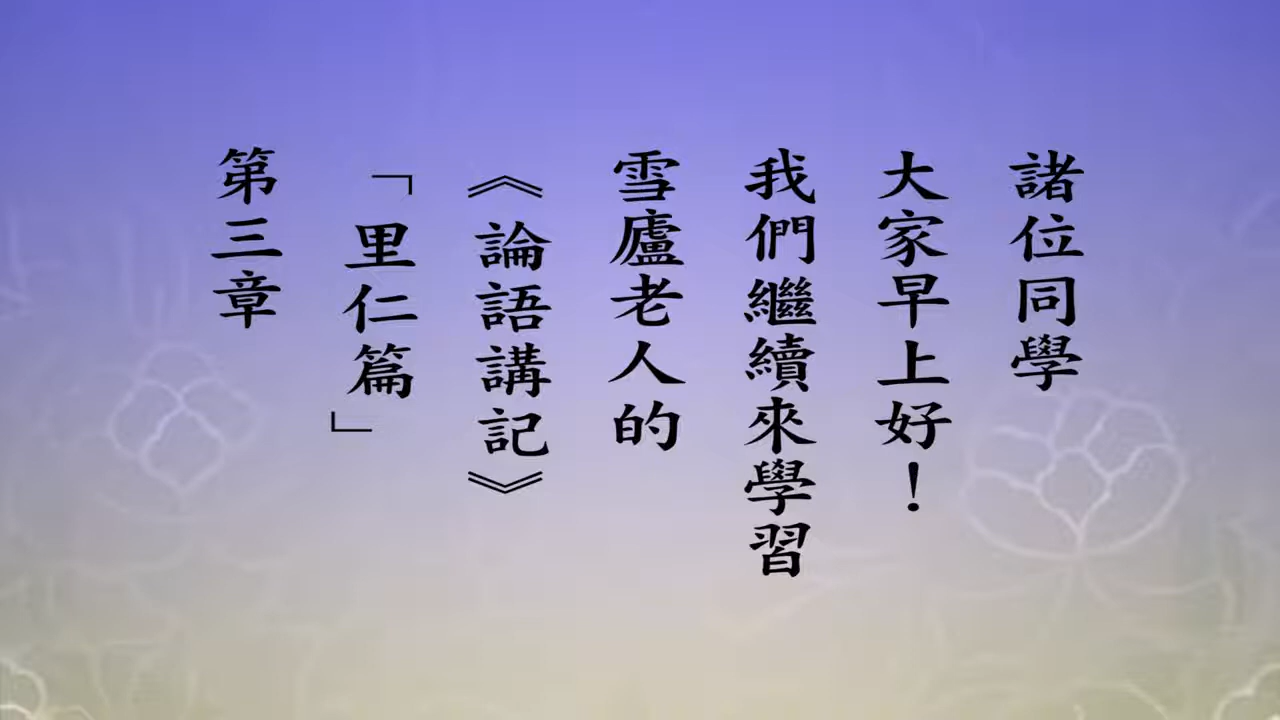 諸位同學
大家早上好！
我們繼續來學習
雪廬老人的
《論語講記》
「里仁篇」
第三章